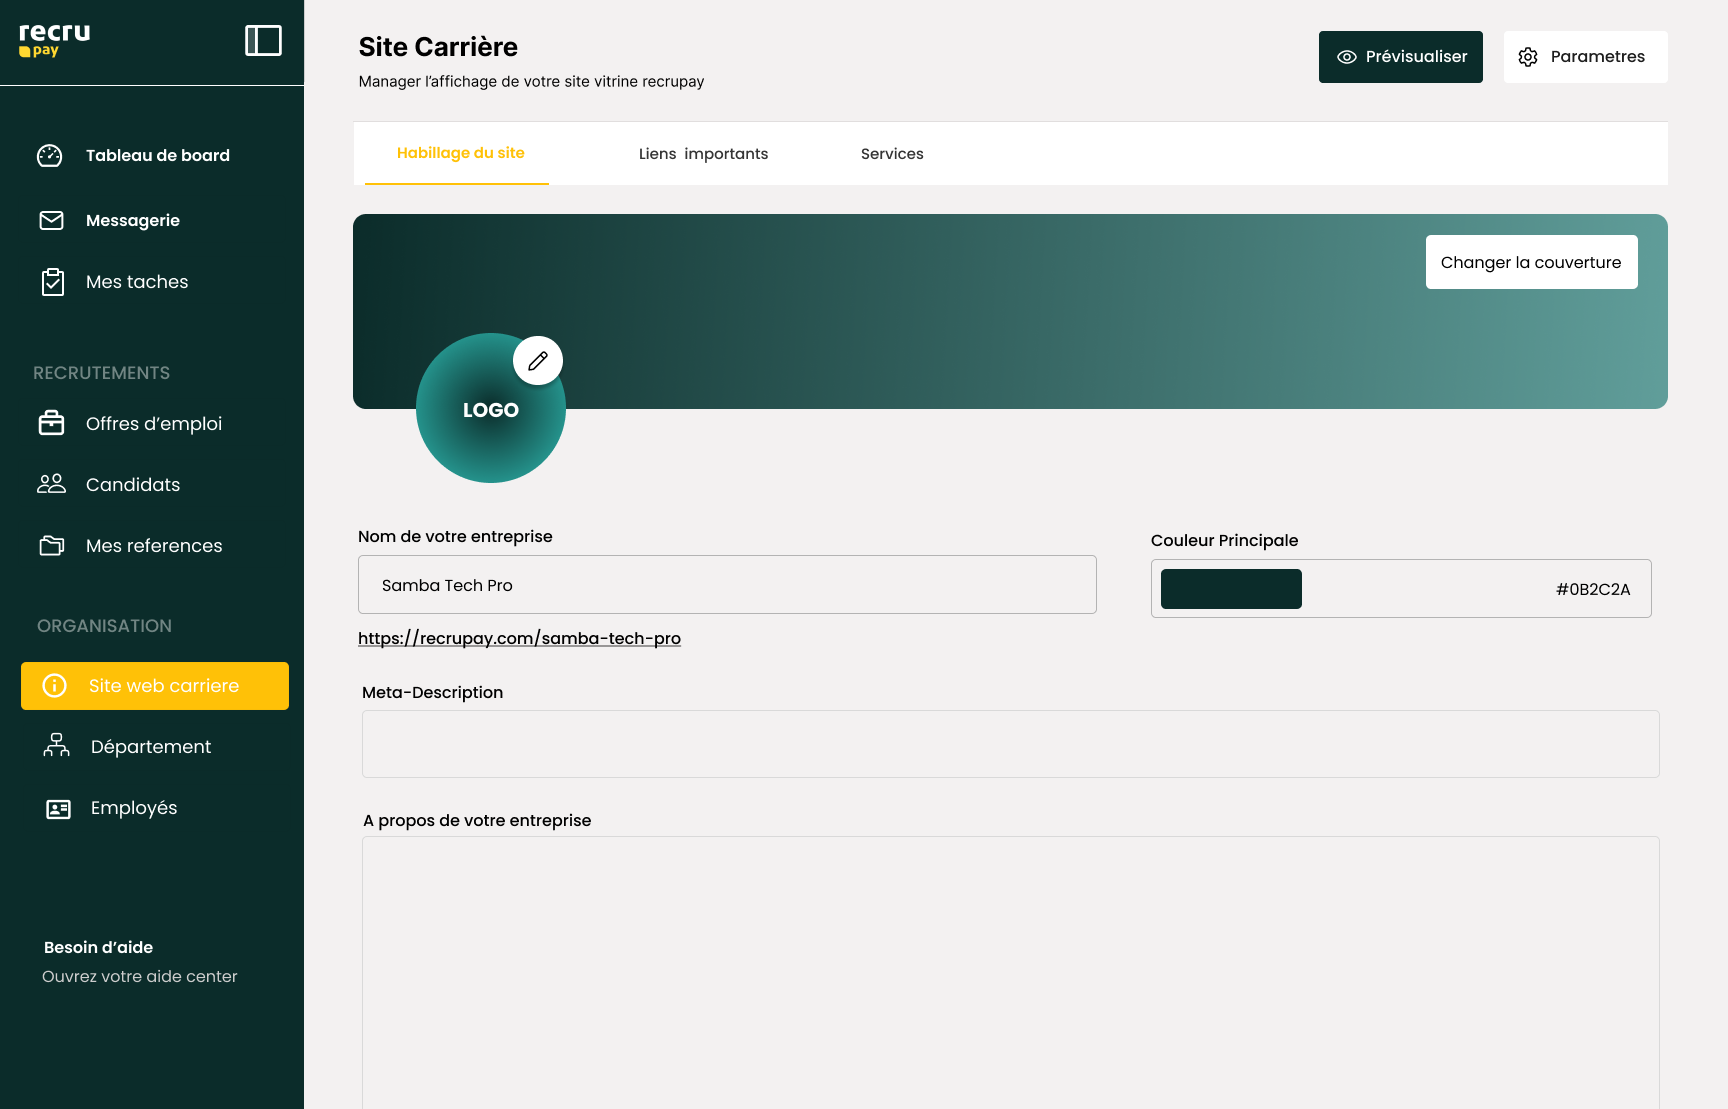 recru
pay
Tableau de board
Messagerie
Mes taches
RECRUTEMENTS
Offres d’emploi
Candidats
Mes references
ORGANISATION
Site web carriere
Département
Employés
Besoin d’aide
Ouvrez votre aide center
Site Carrière
Manager l’affichage de votre site vitrine recrupay
Prévisualiser
Parametres
Habillage du site
Liens importants
Services
Changer la couverture
LOGO
Nom de votre entreprise
Samba Tech Pro
https://recrupay.com/samba-tech-pro
Couleur Principale
#0B2C2A
Meta-Description
A propos de votre entreprise